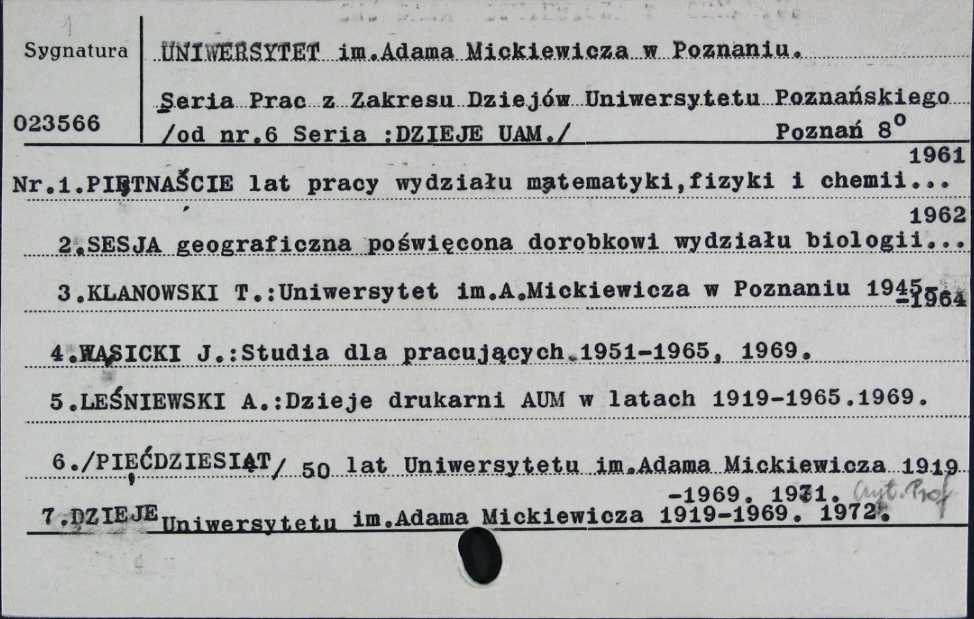 1
Sygnatura
023566
UNIWERSYTET im.Adama Mickiewicza w Poznaniu.
Seria Prac z Zakresu Dziejów Uniwersytetu Poznańskiego
/od nr.6 Seria :DZIEJE UAM./ Poznań 8°
1961
Nr.1.PIĘTNAŚCIE lat pracy wydziału matematyki,fizyki i chemii...
1962
2.SESJA geograficzna poświęcona dorobkowi wydziału biologii...
3.KLANOWSKI T.:Uniwersytet im.A.Mickiewicza w Poznaniu 1945-
-1964
4.WĄSICKI J.:Studia dla pracujących 1951-1965, 1969.
5.LEŚNIEWSKI A.:Dzieje drukarni AUM w latach 1919-1965.1969.
6./PIĘĆDZIESIĄT/ 50 lat Uniwersytetu im.Adama Mickiewicza 1919
-1969. 1971. Czyt. Prof
7.DZIEJE Uniwersytetu im.Adama Mickiewicza 1919-1969. 1972.